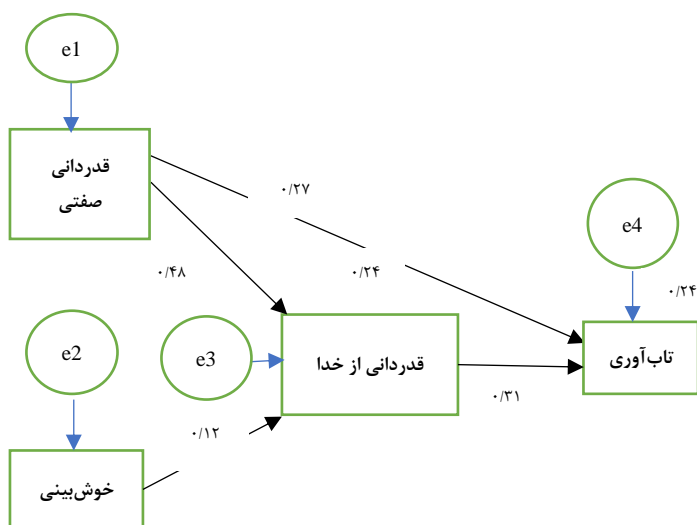 e1
قدردانی
صفتی
۰/۲۷
e4
۰/۴۸
۰/۲۴
۰/۲۴
e2
e3
قدردانی از خدا
تاب‌آوری
۰/۳۱
۰/۱۲
خوش‌بینی